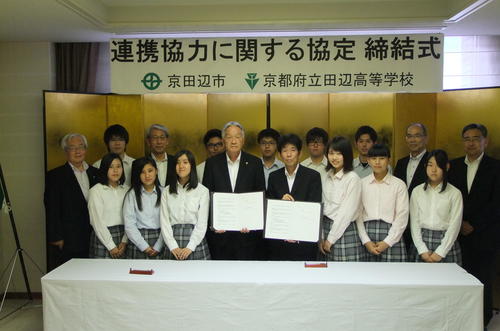 連携協力に関する協定 締結式
京田辺市 京都府立田辺高等学校